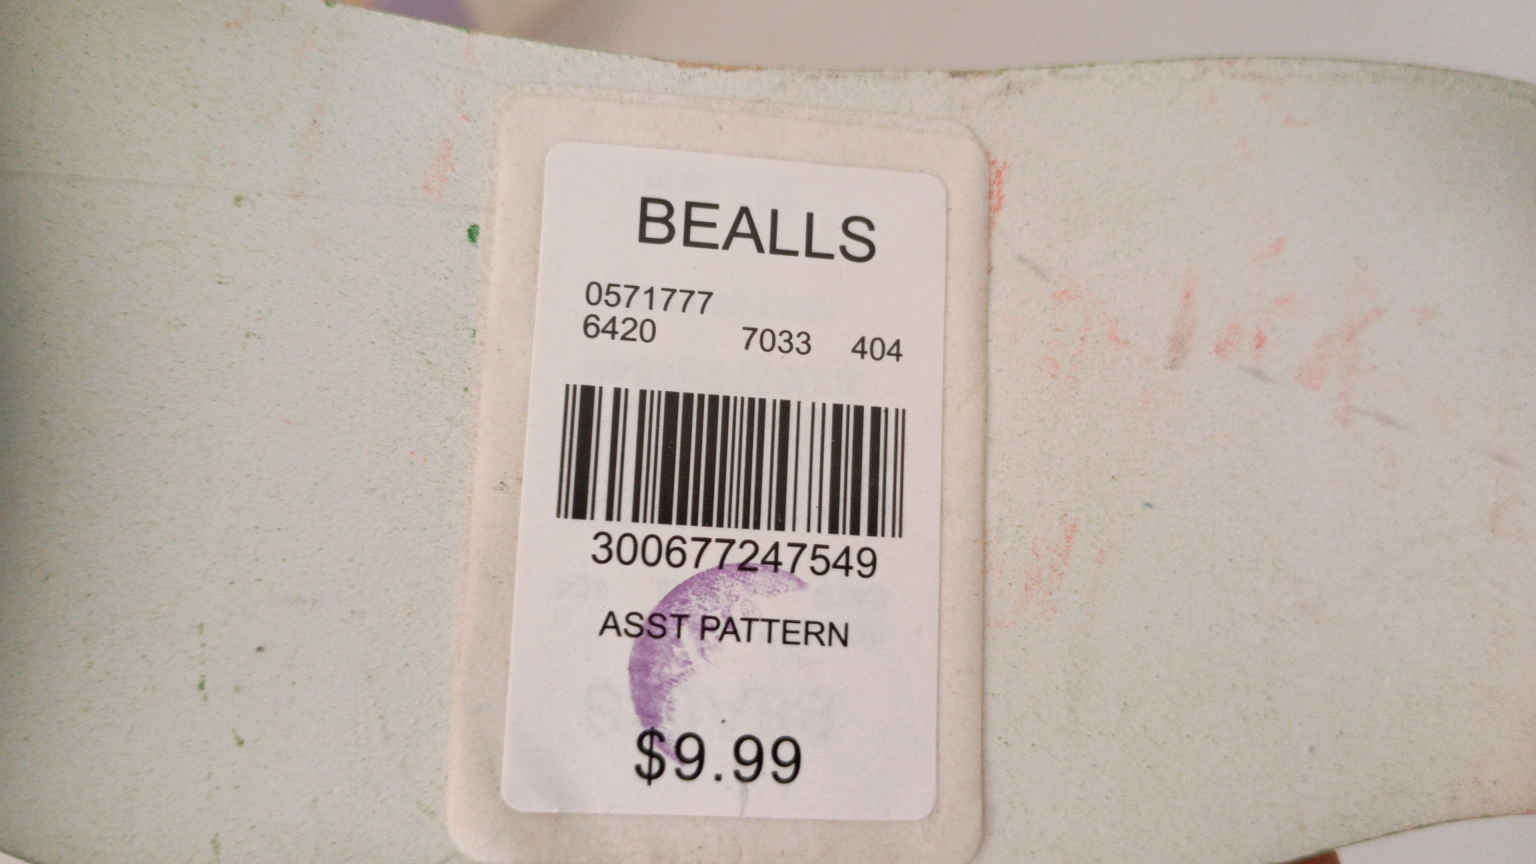 BEALLS
0571777
6420 7033 404
300677247549
ASST PATTERN
$9.99